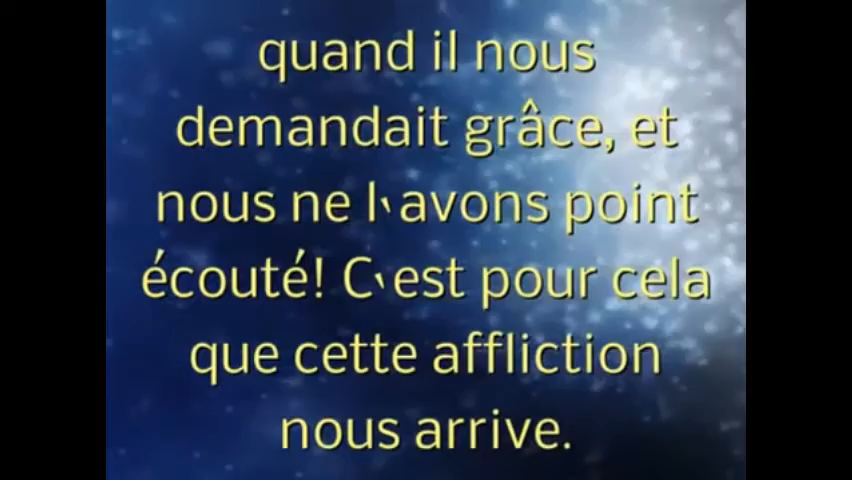 quand il nous
demandait grâce, et
nous ne l'avons point
écouté! C'est pour cela
que cette affliction
nous arrive.